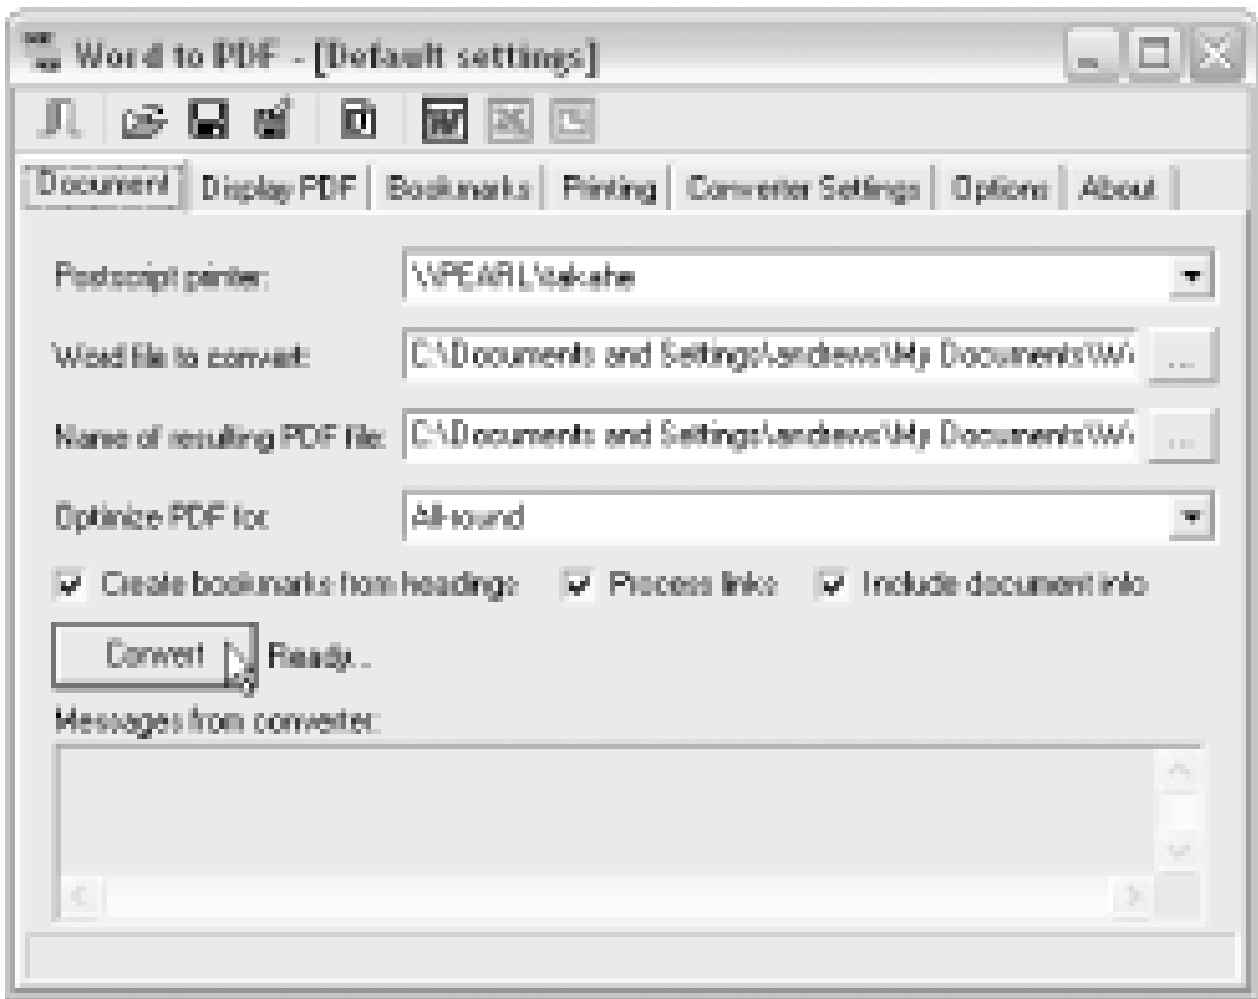 Word to PDF - [Default settings]
Document Display PDF Bookmarks Printing Converter Settings Options About
Postscript printer: \\PEARL\takahe
Word file to convert: C:\Documents and Settings\andrews\My Documents\W ...
Name of resulting PDF file: C:\Documents and Settings\andrews\My Documents\W ...
Optimize PDF for: All-round
Create bookmarks from headings Process links Include document info
Convert Ready...
Messages from converter: